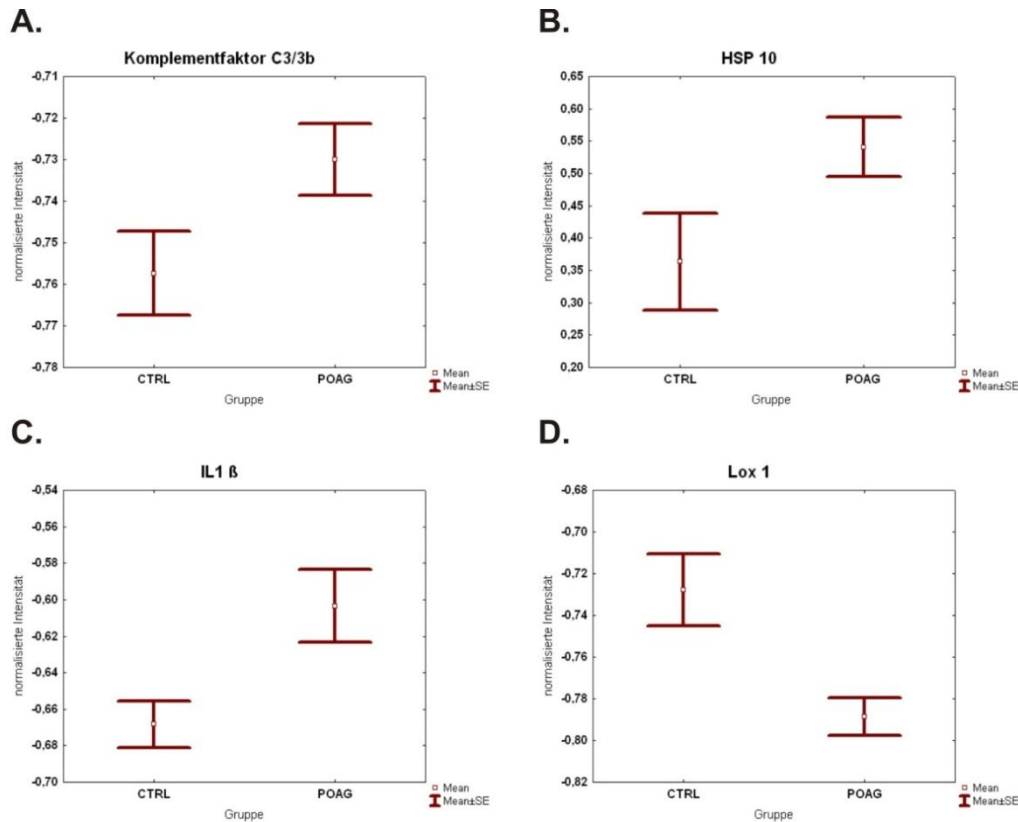 A.
Komplementfaktor C3/3b
normalisierte Intensität
-0,71
-0,72
-0,73
-0,74
-0,75
-0,76
-0,77
-0,78
CTRL POAG
Gruppe
Mean
Mean±SE
B.
HSP 10
normalisierte Intensität
0,65
0,60
0,55
0,50
0,45
0,40
0,35
0,30
0,25
0,20
CTRL POAG
Gruppe
Mean
Mean±SE
C.
IL1 ß
normalisierte Intensität
-0,54
-0,56
-0,58
-0,60
-0,62
-0,64
-0,66
-0,68
-0,70
CTRL POAG
Gruppe
Mean
Mean±SE
D.
Lox 1
normalisierte Intensität
-0,68
-0,70
-0,72
-0,74
-0,76
-0,78
-0,80
-0,82
CTRL POAG
Gruppe
Mean
Mean±SE